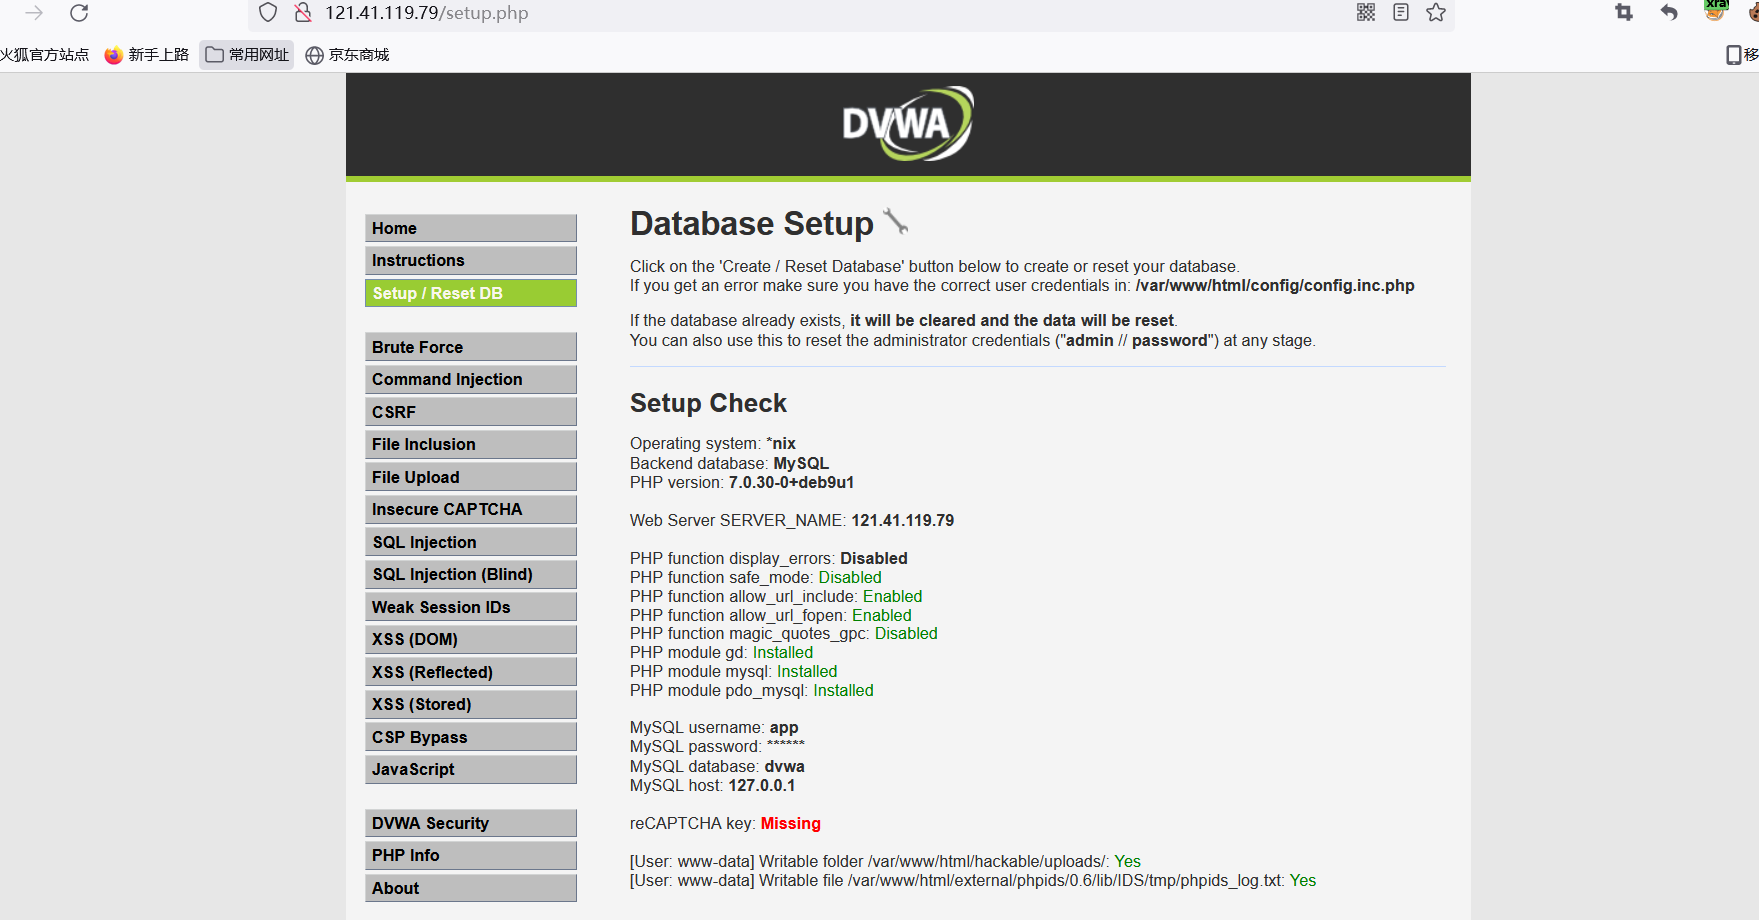 121.41.119.79/setup.php
xray
火狐官方站点
新手上路
常用网址
京东商城
移
DVWA
Home
Instructions
Setup / Reset DB
Brute Force
Command Injection
CSRF
File Inclusion
File Upload
Insecure CAPTCHA
SQL Injection
SQL Injection (Blind)
Weak Session IDs
XSS (DOM)
XSS (Reflected)
XSS (Stored)
CSP Bypass
JavaScript
DVWA Security
PHP Info
About
Database Setup
Click on the 'Create / Reset Database' button below to create or reset your database.
If you get an error make sure you have the correct user credentials in: /var/www/html/config/config.inc.php
If the database already exists, it will be cleared and the data will be reset.
You can also use this to reset the administrator credentials ("admin // password") at any stage.
Setup Check
Operating system: *nix
Backend database: MySQL
PHP version: 7.0.30-0+deb9u1
Web Server SERVER_NAME: 121.41.119.79
PHP function display_errors: Disabled
PHP function safe_mode: Disabled
PHP function allow_url_include: Enabled
PHP function allow_url_fopen: Enabled
PHP function magic_quotes_gpc: Disabled
PHP module gd: Installed
PHP module mysql: Installed
PHP module pdo_mysql: Installed
MySQL username: app
MySQL password: ******
MySQL database: dvwa
MySQL host: 127.0.0.1
reCAPTCHA key: Missing
[User: www-data] Writable folder /var/www/html/hackable/uploads/: Yes
[User: www-data] Writable file /var/www/html/external/phpids/0.6/lib/IDS/tmp/phpids_log.txt: Yes